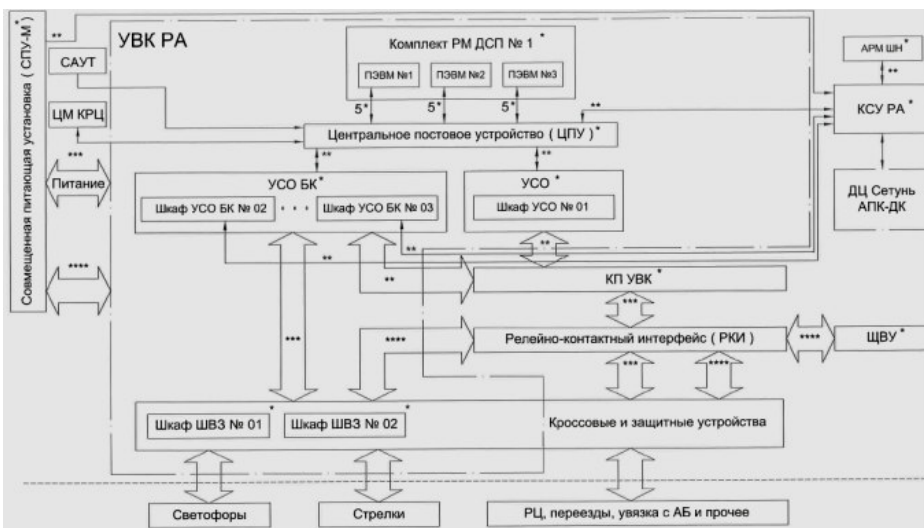 Совмещенная питающая установка ( СПУ-М ) *
**
УВК РА
Комплект РМ ДСП № 1 *
ПЭВМ №1
ПЭВМ №2
ПЭВМ №3
АРМ ШН *
**
САУТ
ЦМ КРЦ
5*
5*
5*
**
КСУ РА *
Центральное постовое устройство ( ЦПУ ) *
***
Питание
**
**
УСО БК *
Шкаф УСО БК № 02
. . .
Шкаф УСО БК № 03
УСО *
Шкаф УСО № 01
ДЦ Сетунь
АПК-ДК
**
**
**
****
**
КП УВК *
***
***
****
Релейно-контактный интерфейс ( РКИ )
****
ЩВУ *
***
****
Шкаф ШВЗ № 01 *
Шкаф ШВЗ № 02 *
Кроссовые и защитные устройства
Светофоры
Стрелки
РЦ, переезды, увязка с АБ и прочее